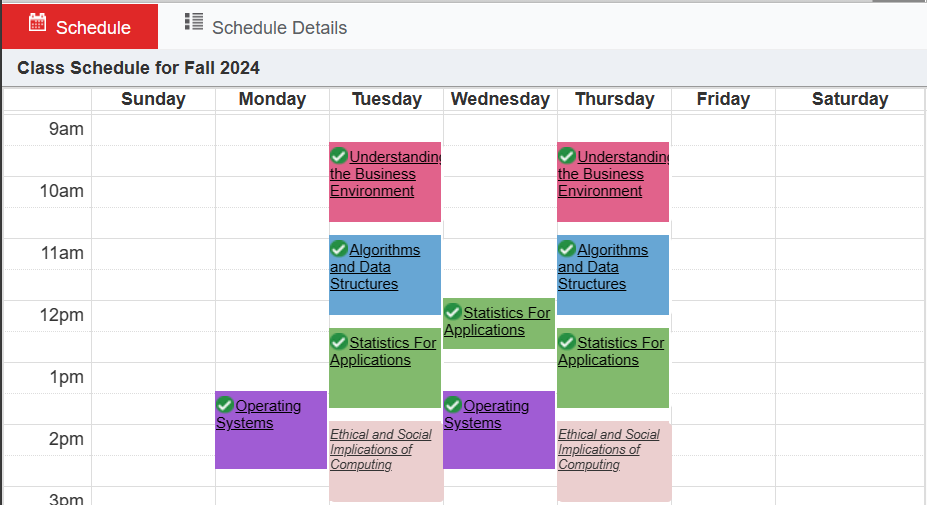 Schedule
Schedule Details
Class Schedule for Fall 2024
Sunday Monday Tuesday Wednesday Thursday Friday Saturday
9am
Understanding
the Business
Environment
Understanding
the Business
Environment
10am
11am
Algorithms
and Data
Structures
Algorithms
and Data
Structures
12pm
Statistics For
Applications
Statistics For
Applications
Statistics For
Applications
1pm
Operating
Systems
Operating
Systems
2pm
Ethical and Social
Implications of
Computing
Ethical and Social
Implications of
Computing
3pm